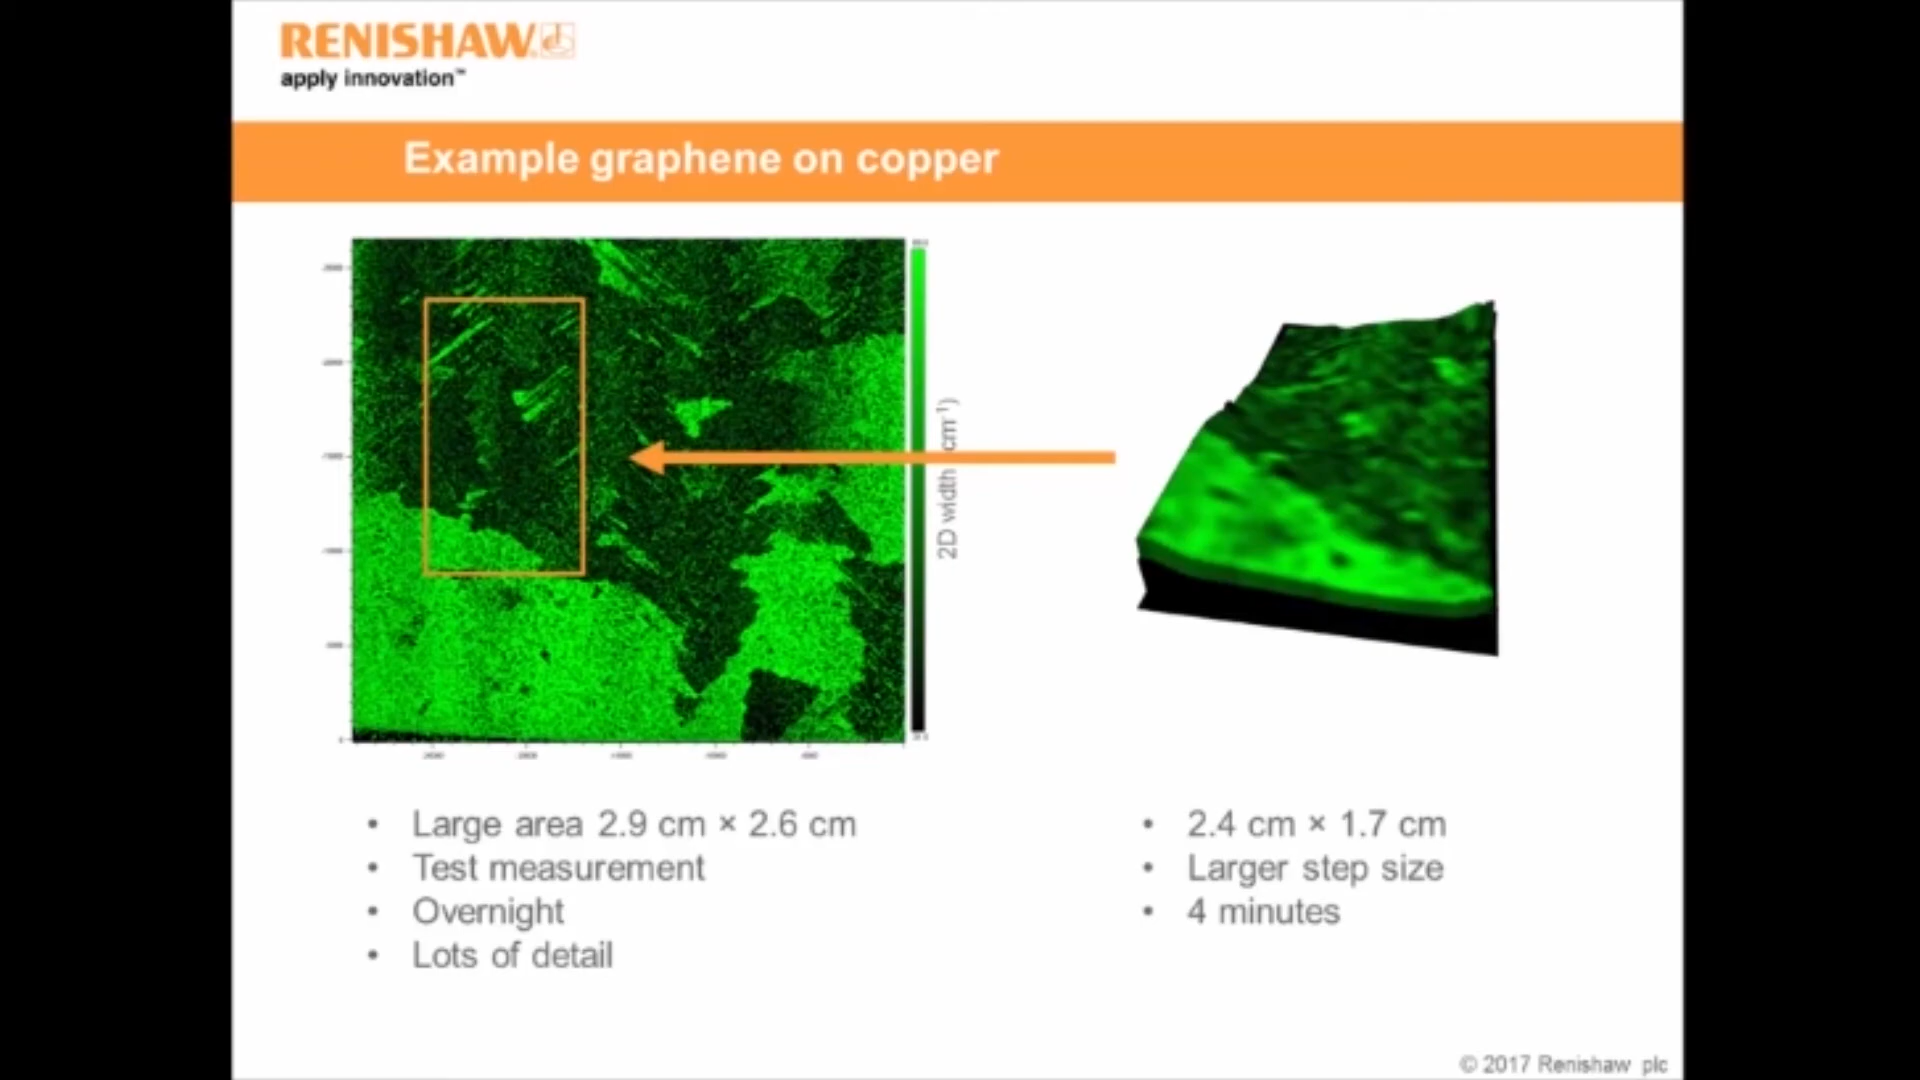 RENISHAW
apply innovation™
Example graphene on copper
2D width cm⁻¹)
• Large area 2.9 cm × 2.6 cm
• Test measurement
• Overnight
• Lots of detail
• 2.4 cm × 1.7 cm
• Larger step size
• 4 minutes
© 2017 Renishaw plc